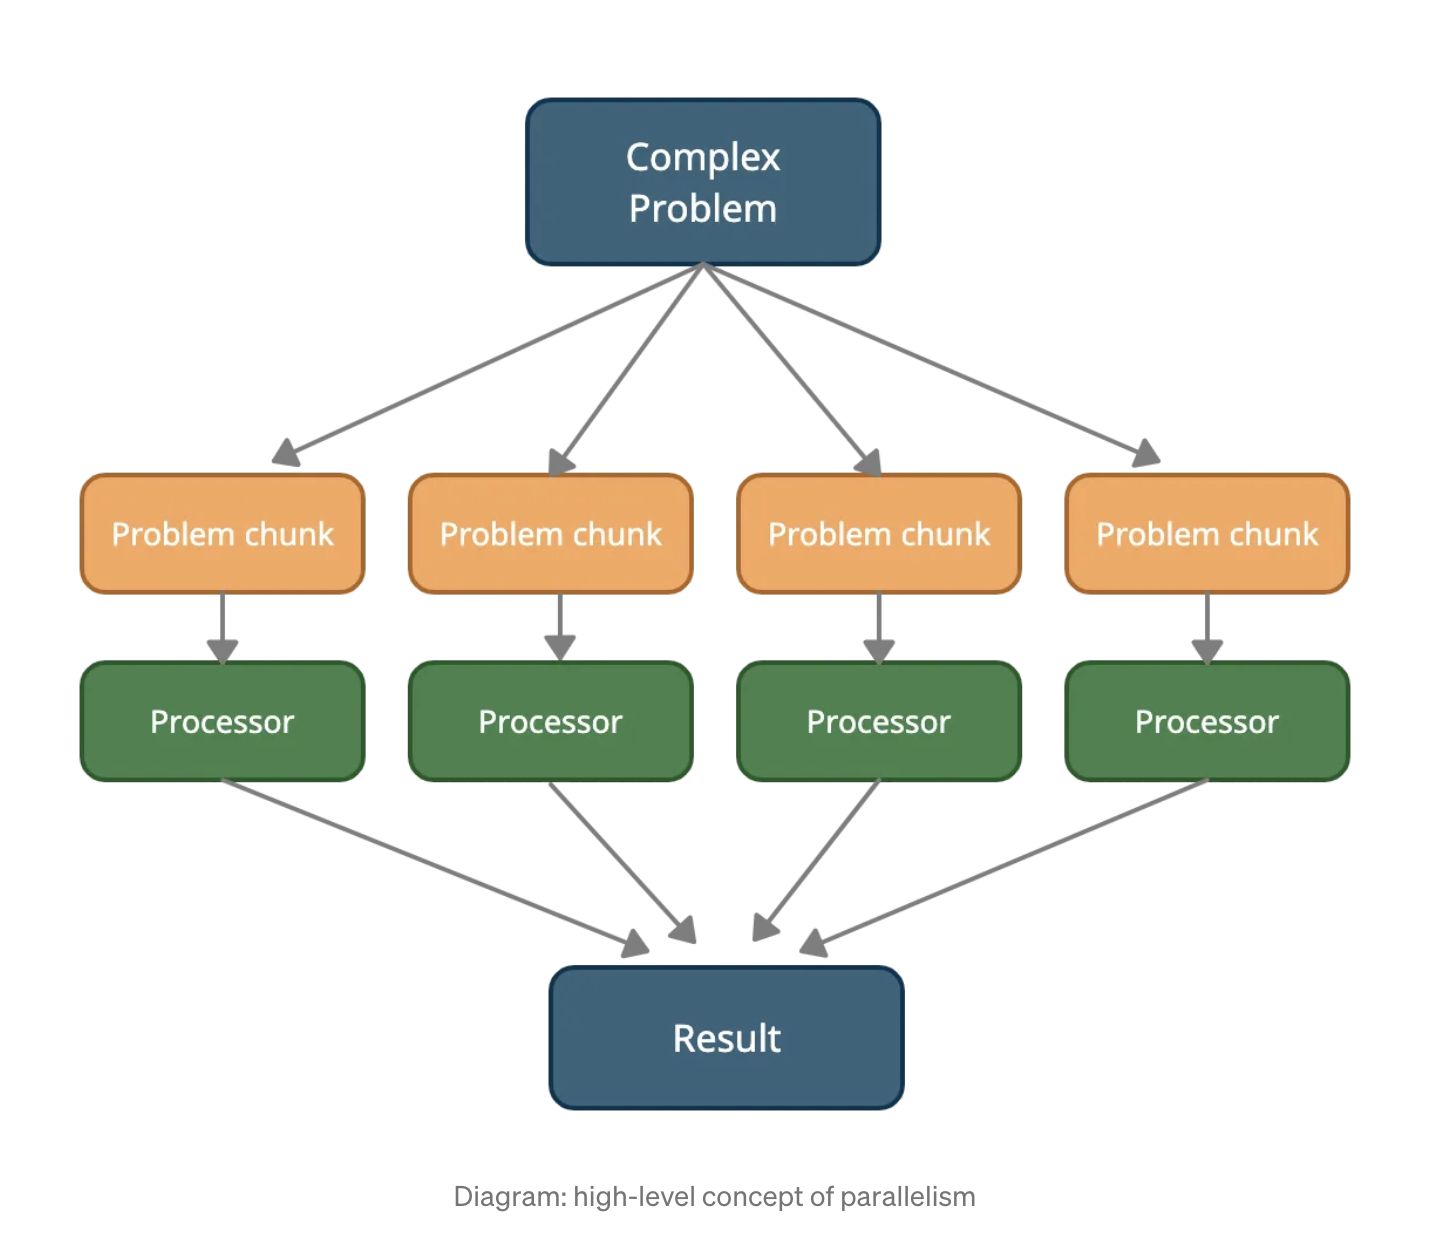 Complex
Problem
Problem chunk
Problem chunk
Problem chunk
Problem chunk
Processor
Processor
Processor
Processor
Result
Diagram: high-level concept of parallelism